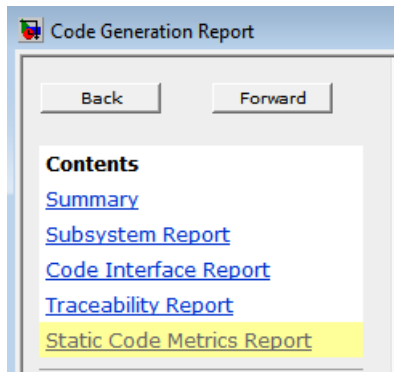 Code Generation Report
Back Forward
Contents
Summary
Subsystem Report
Code Interface Report
Traceability Report
Static Code Metrics Report